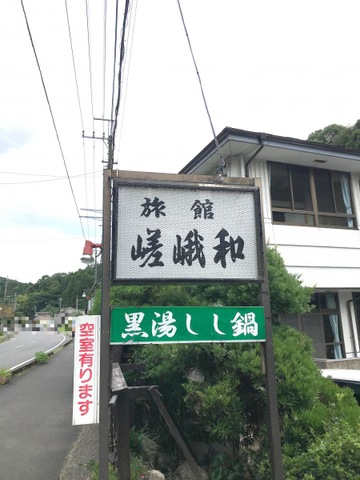 旅館
嵯峨和
黒湯しし鍋
空室有ります